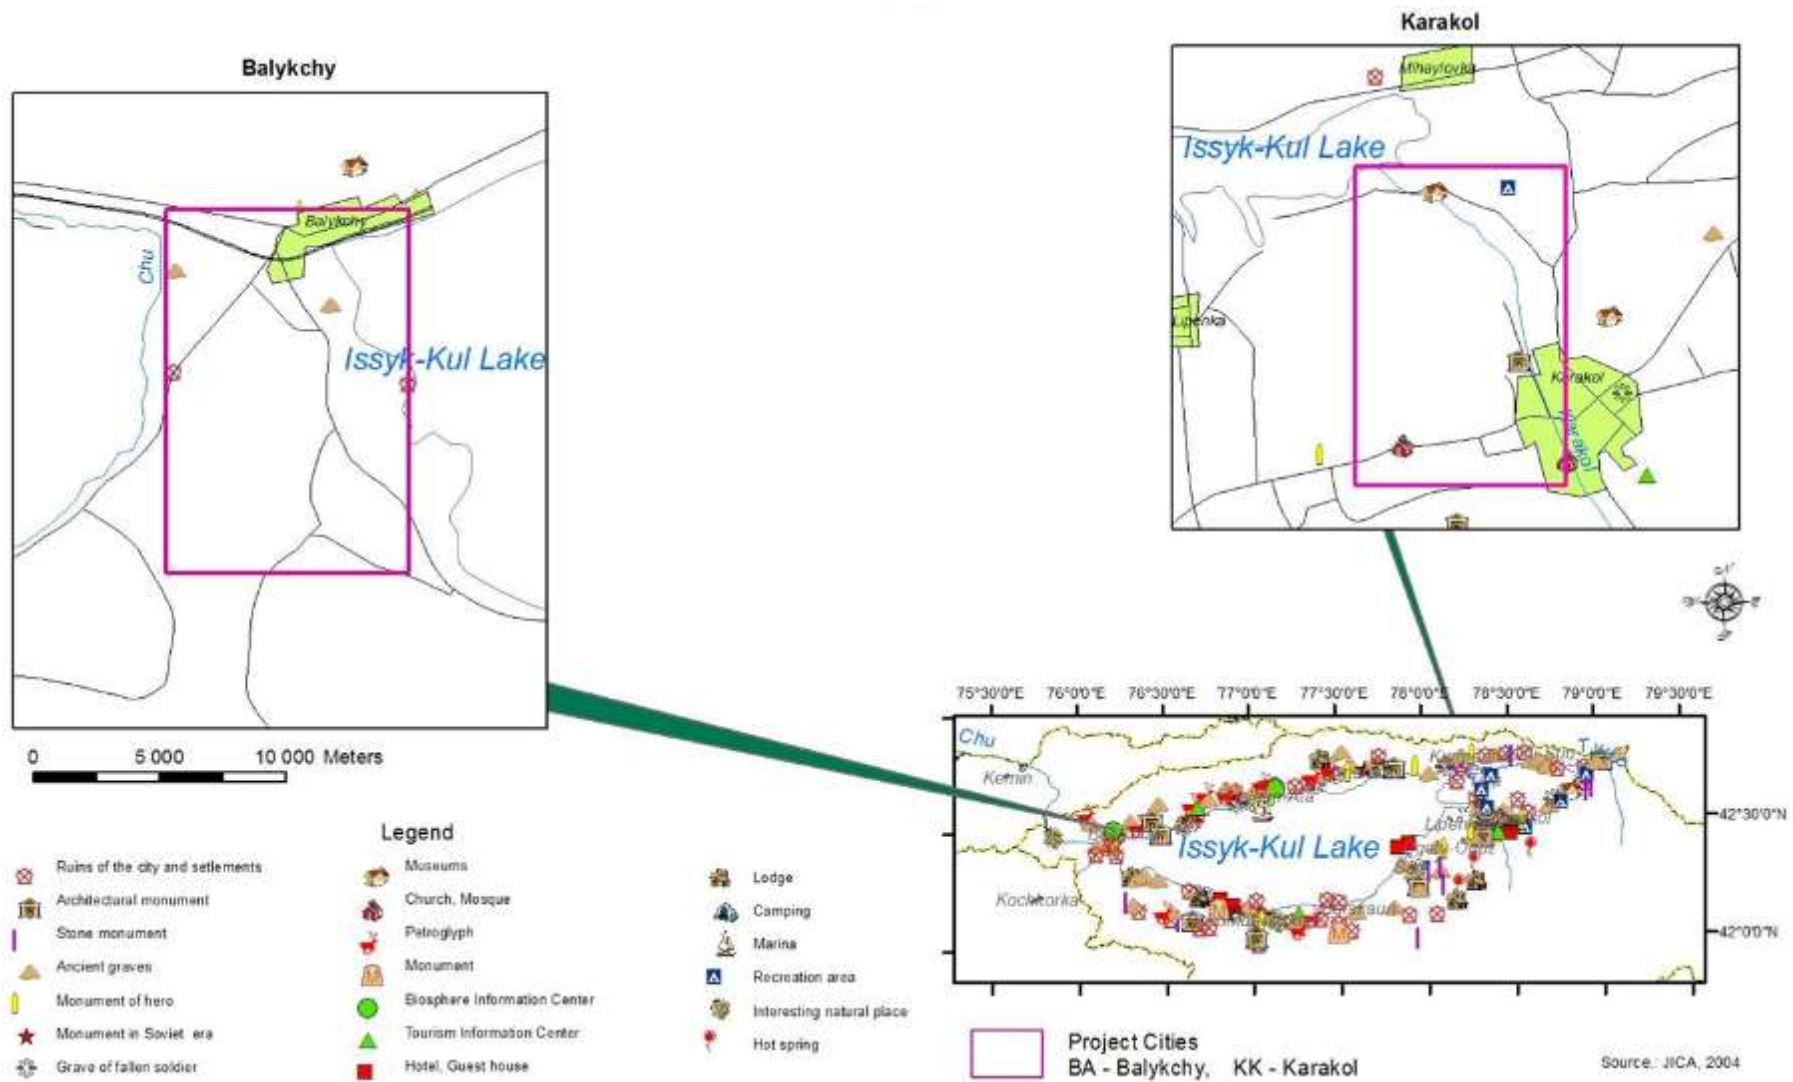 Karakol
Balykchy
Mihaylovka
Issyk-Kul Lake
Balykchy
Chu
Lipenka
Issyk-Kul Lake
Karakol
Karakol
75°30'0"E 76°0'0"E 76°30'0"E 77°0'0"E 77°30'0"E 78°0'0"E 78°30'0"E 79°0'0"E 79°30'0"E
0 5 000 10 000 Meters
Chu
Kemin
42°30'0"N
Issyk-Kul Lake
Kochkorka
42°0'0"N
Legend
Ruins of the city and setlements
Architectural monument
Stone monument
Ancient graves
Monument of hero
Monument in Soviet era
Grave of fallen soldier
Museums
Church, Mosque
Petroglyph
Monument
Biosphere Information Center
Tourism Information Center
Hotel, Guest house
Lodge
Camping
Marina
Recreation area
Interesting natural place
Hot spring
Project Cities
BA - Balykchy, KK - Karakol
Source.: JICA, 2004